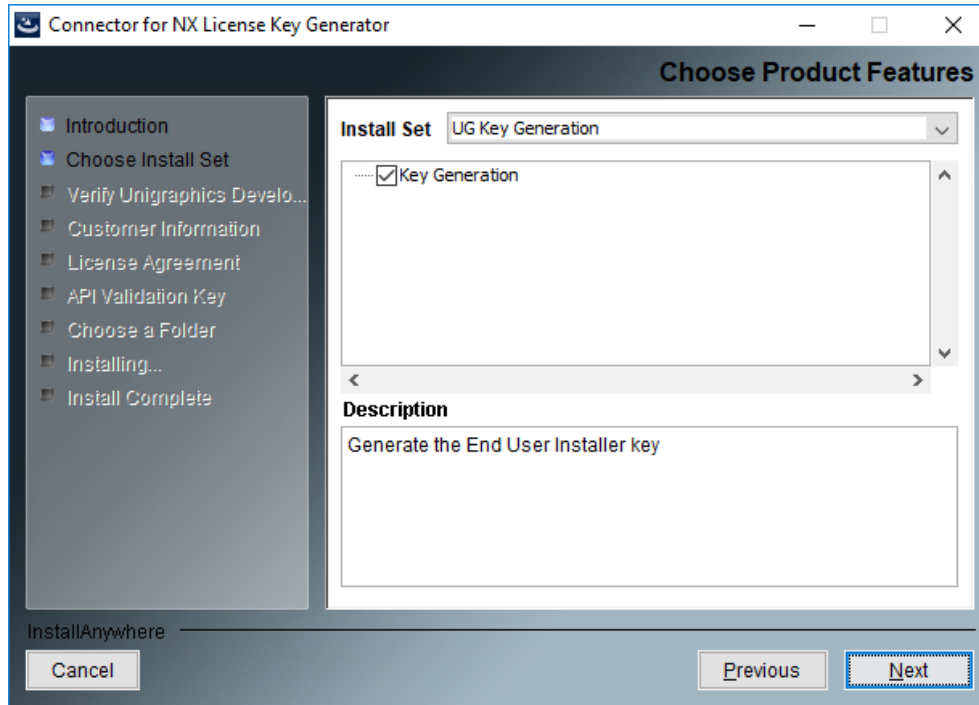 Connector for NX License Key Generator
Choose Product Features
Introduction
Choose Install Set
Verify Unigraphics Develo...
Customer Information
License Agreement
API Validation Key
Choose a Folder
Installing...
Install Complete
Install Set
UG Key Generation
Key Generation
Description
Generate the End User Installer key
InstallAnywhere
Cancel
Previous
Next